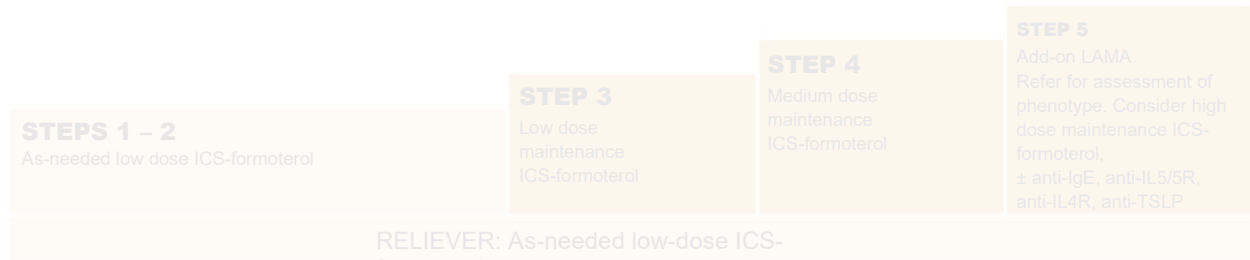 STEPS 1 – 2
As-needed low dose ICS-formoterol
STEP 3
Low dose
maintenance
ICS-formoterol
STEP 4
Medium dose
maintenance
ICS-formoterol
STEP 5
Add-on LAMA
Refer for assessment of
phenotype. Consider high
dose maintenance ICS-
formoterol,
± anti-IgE, anti-IL5/5R,
anti-IL4R, anti-TSLP
RELIEVER: As-needed low-dose ICS-